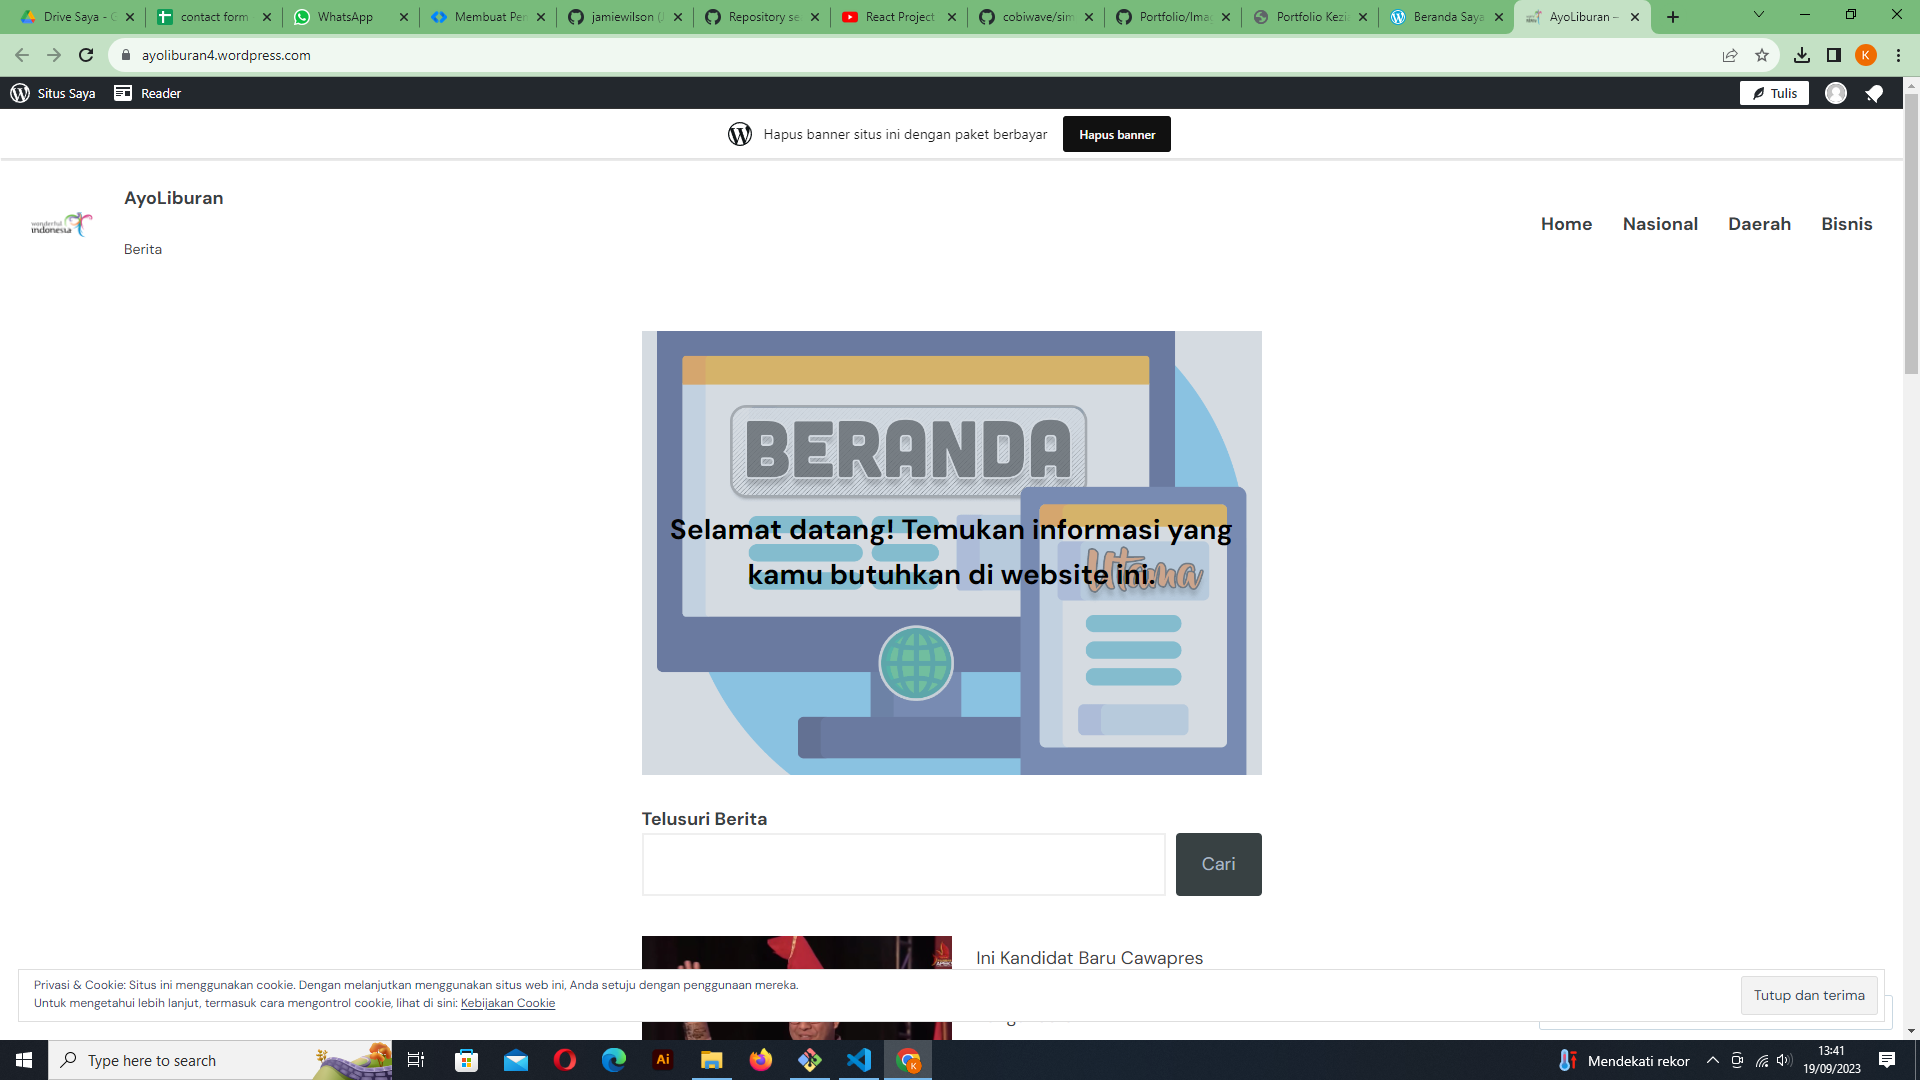 Drive Saya - G
contact form
WhatsApp
Membuat Pen
jamiewilson (J
Repository se
React Project
cobiwave/sim
Portfolio/Imag
Portfolio Kezia
Beranda Saya
AyoLiburan –
ayoliburan4.wordpress.com
K
Situs Saya
Reader
Tulis
Hapus banner situs ini dengan paket berbayar
Hapus banner
wonderful
indonesia
AyoLiburan
Berita
Home
Nasional
Daerah
Bisnis
BERANDA
Selamat datang! Temukan informasi yang
kamu butuhkan di website ini.
Utama
Telusuri Berita
Cari
Ini Kandidat Baru Cawapres
Privasi & Cookie: Situs ini menggunakan cookie. Dengan melanjutkan menggunakan situs web ini, Anda setuju dengan penggunaan mereka.
Untuk mengetahui lebih lanjut, termasuk cara mengontrol cookie, lihat di sini: Kebijakan Cookie
Tutup dan terima
Type here to search
Ai
K
Mendekati rekor
13:41
19/09/2023